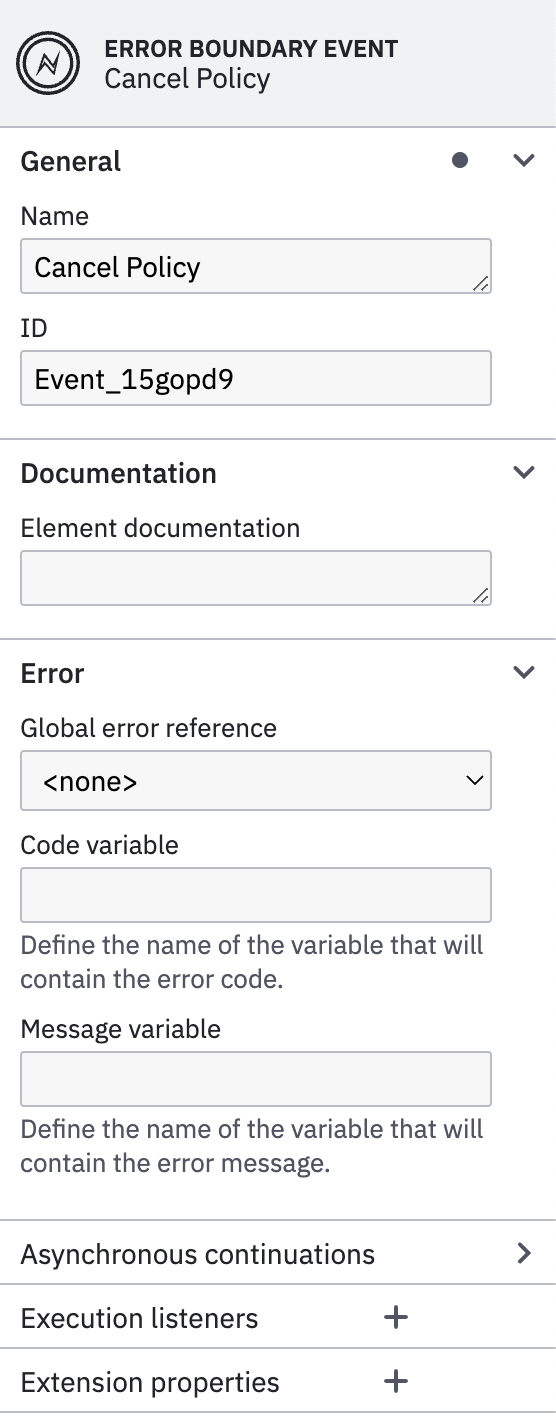 ERROR BOUNDARY EVENT
Cancel Policy
General
Name
Cancel Policy
ID
Event_15gopd9
Documentation
Element documentation
Error
Global error reference
<none>
Code variable
Define the name of the variable that will
contain the error code.
Message variable
Define the name of the variable that will
contain the error message.
Asynchronous continuations
Execution listeners
Extension properties